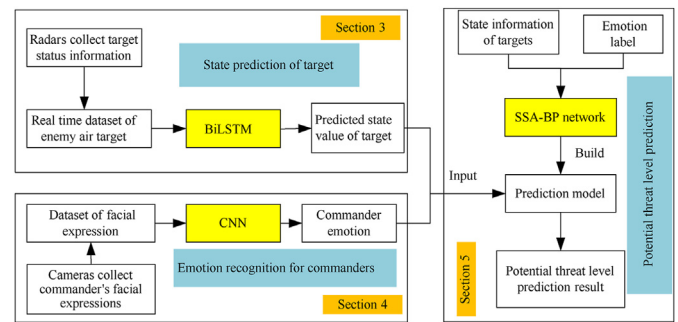 Radars collect target
status information
Section 3
State prediction of target
Real time dataset of
enemy air target
BiLSTM
Predicted state
value of target
Dataset of facial
expression
CNN
Commander
emotion
Emotion recognition for commanders
Cameras collect
commander's facial
expressions
Section 4
Input
State information
of targets
Emotion
label
SSA-BP network
Build
Prediction model
Potential threat level
prediction result
Section 5
Potential threat level prediction